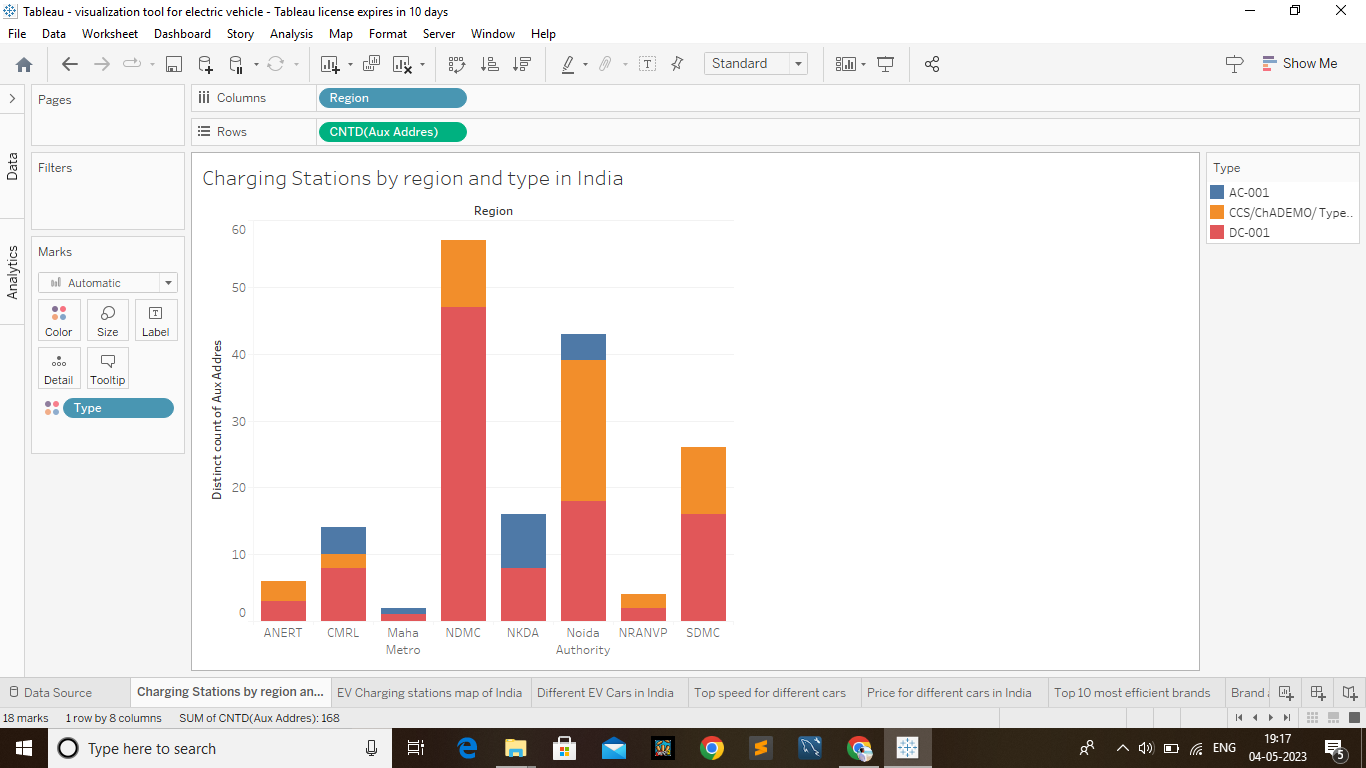 Tableau - visualization tool for electric vehicle - Tableau license expires in 10 days
File Data Worksheet Dashboard Story Analysis Map Format Server Window Help
Standard
Show Me
Data
Analytics
Pages
Filters
Marks
Automatic
Color Size Label
Detail Tooltip
Type
Columns Region
Rows CNTD(Aux Addres)
Charging Stations by region and type in India
Region
Distinct count of Aux Addres
60
50
40
30
20
10
0
ANERT CMRL Maha Metro NDMC NKDA Noida Authority NRANVP SDMC
Type
AC-001
CCS/ChADEMO/ Type..
DC-001
Data Source Charging Stations by region an... EV Charging stations map of India Different EV Cars in India Top speed for different cars Price for different cars in India Top 10 most efficient brands Brand
18 marks 1 row by 8 columns SUM of CNTD(Aux Addres): 168
Type here to search
ENG
19:17
04-05-2023
5